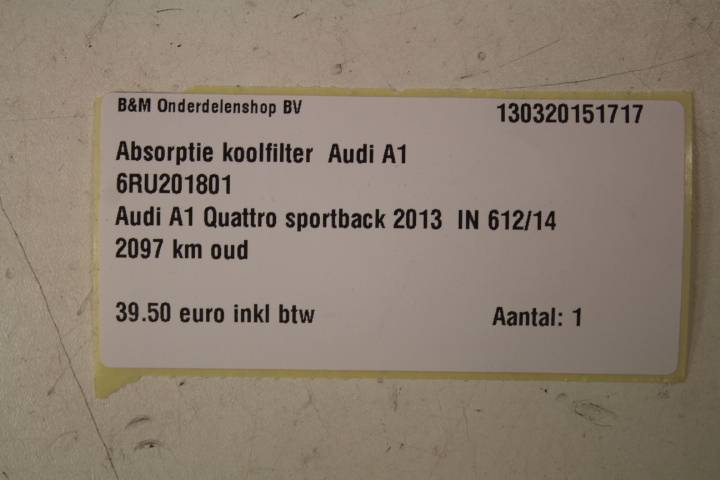 B&M Onderdelenshop BV 130320151717
Absorptie koolfilter Audi A1
6RU201801
Audi A1 Quattro sportback 2013 IN 612/14
2097 km oud
39.50 euro inkl btw Aantal: 1